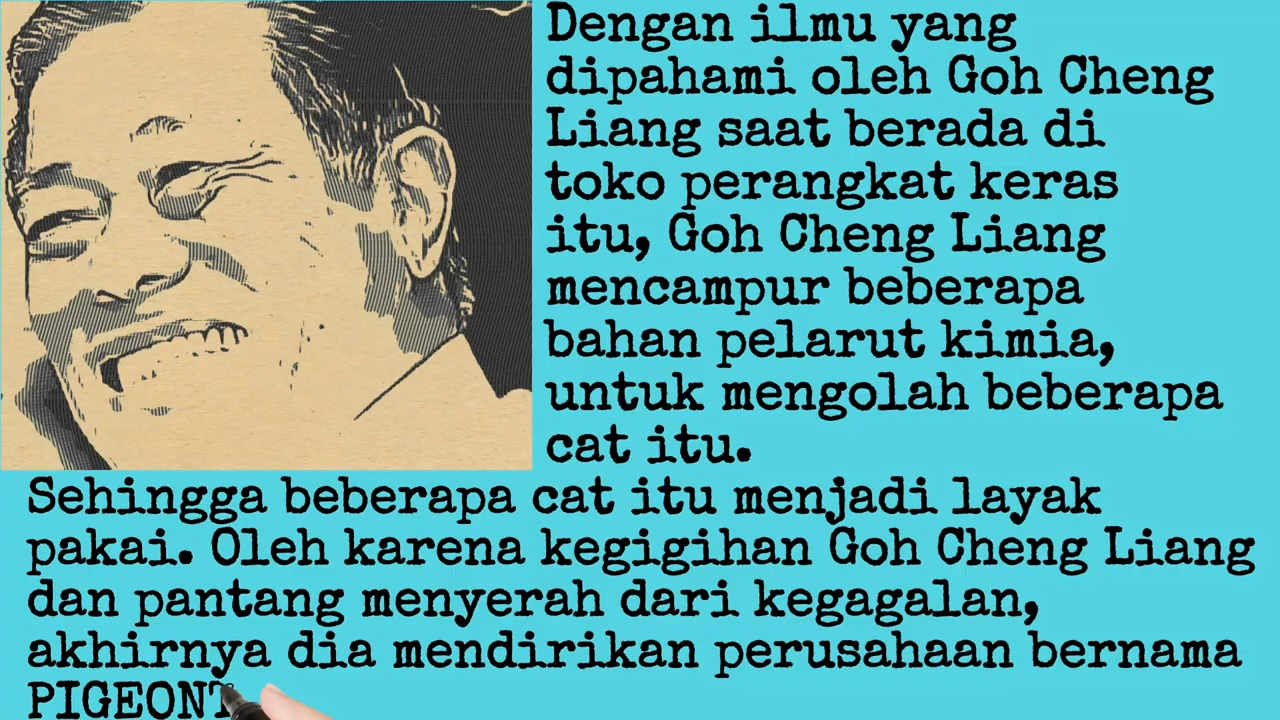 Dengan ilmu yang
dipahami oleh Goh Cheng
Liang saat berada di
toko perangkat keras
itu, Goh Cheng Liang
mencampur beberapa
bahan pelarut kimia,
untuk mengolah beberapa
cat itu.
Sehingga beberapa cat itu menjadi layak
pakai. Oleh karena kegigihan Goh Cheng Liang
dan pantang menyerah dari kegagalan,
akhirnya dia mendirikan perusahaan bernama
PIGEONT